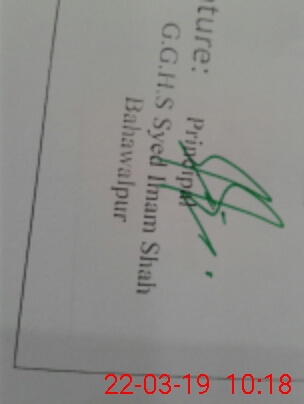 ture:
Principal
G.G.H.S Syed Imam Shah
Bahawalpur
22-03-19 10:18